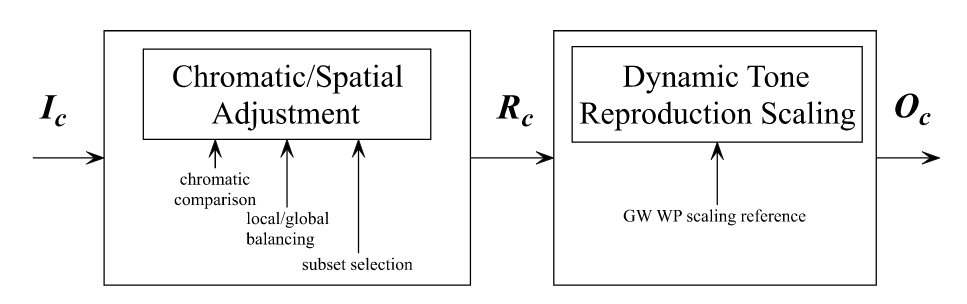 I_c
Chromatic/Spatial
Adjustment
chromatic
comparison
local/global
balancing
subset selection
R_c
Dynamic Tone
Reproduction Scaling
GW WP scaling reference
O_c